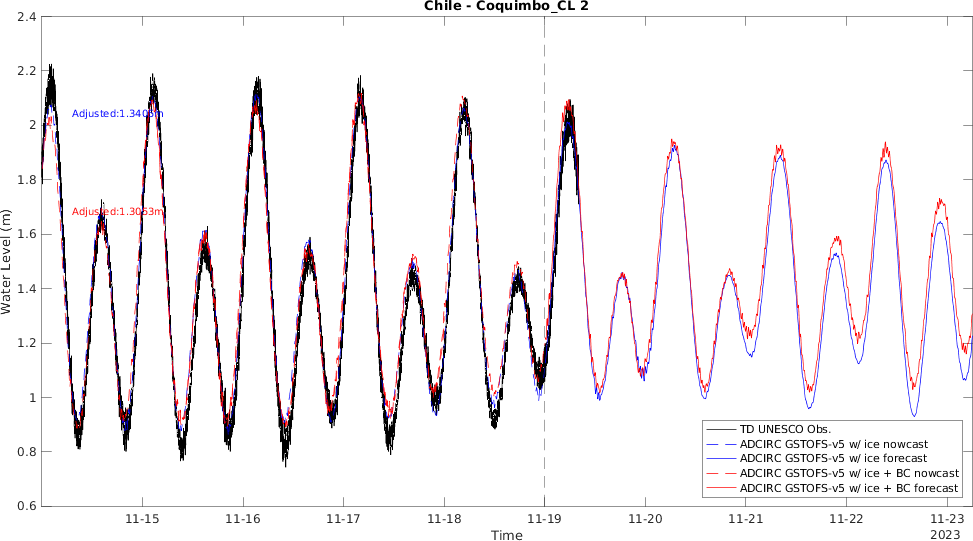 Chile - Coquimbo_CL 2
2.4
2.2
2
1.8
1.6
1.4
1.2
1
0.8
0.6
Water Level (m)
Adjusted:1.3405m
Adjusted:1.3053m
TD UNESCO Obs.
ADCIRC GSTOFS-v5 w/ ice nowcast
ADCIRC GSTOFS-v5 w/ ice forecast
ADCIRC GSTOFS-v5 w/ ice + BC nowcast
ADCIRC GSTOFS-v5 w/ ice + BC forecast
11-15 11-16 11-17 11-18 11-19 11-20 11-21 11-22 11-23
2023
Time